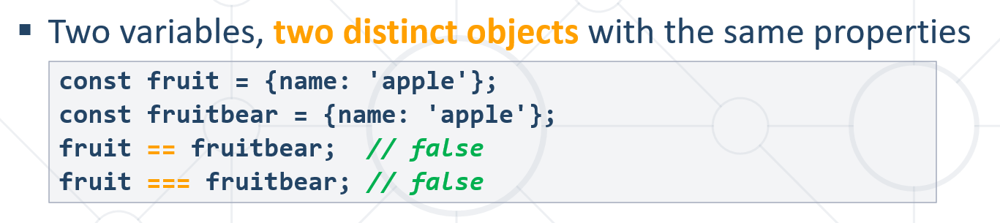 ▪ Two variables, two distinct objects with the same properties
const fruit = {name: 'apple'};
const fruitbear = {name: 'apple'};
fruit == fruitbear;  // false
fruit === fruitbear; // false